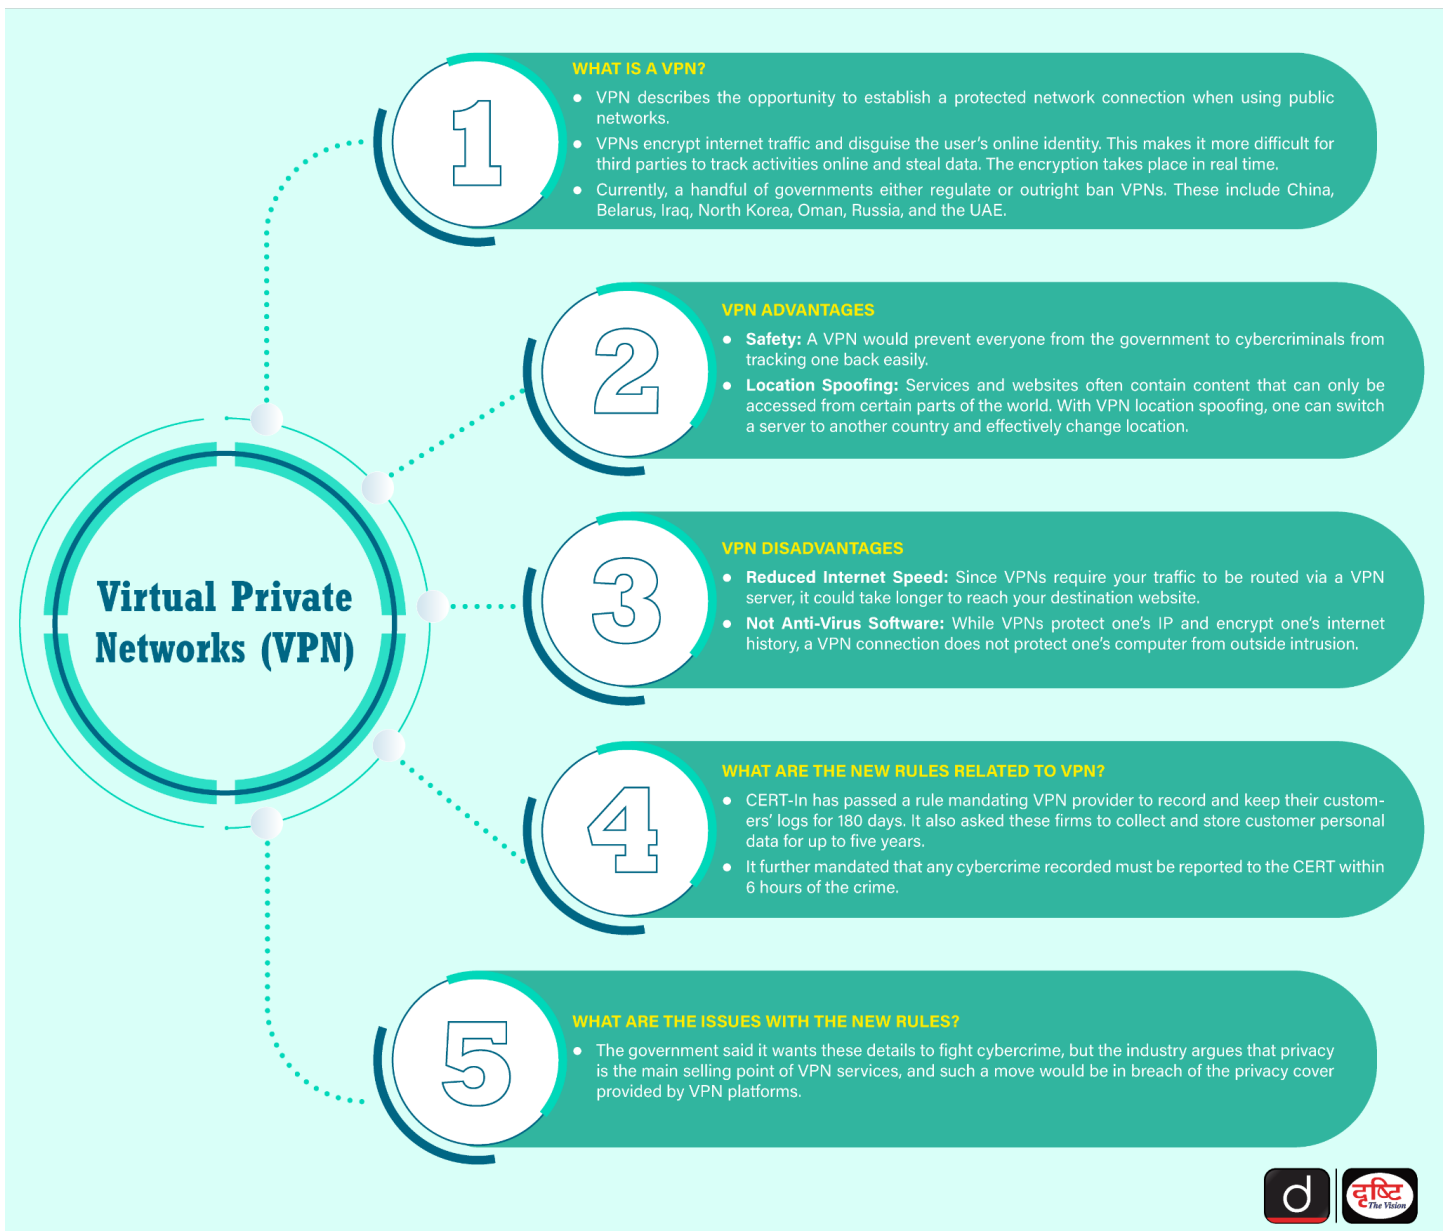 1
WHAT IS A VPN?
● VPN describes the opportunity to establish a protected network connection when using public
networks.
● VPNs encrypt internet traffic and disguise the user's online identity. This makes it more difficult for
third parties to track activities online and steal data. The encryption takes place in real time.
● Currently, a handful of governments either regulate or outright ban VPNs. These include China,
Belarus, Iraq, North Korea, Oman, Russia, and the UAE.
2
VPN ADVANTAGES
● Safety: A VPN would prevent everyone from the government to cybercriminals from
tracking one back easily.
● Location Spoofing: Services and websites often contain content that can only be
accessed from certain parts of the world. With VPN location spoofing, one can switch
a server to another country and effectively change location.
Virtual Private
Networks (VPN)
3
VPN DISADVANTAGES
● Reduced Internet Speed: Since VPNs require your traffic to be routed via a VPN
server, it could take longer to reach your destination website.
● Not Anti-Virus Software: While VPNs protect one's IP and encrypt one's internet
history, a VPN connection does not protect one's computer from outside intrusion.
4
WHAT ARE THE NEW RULES RELATED TO VPN?
● CERT-In has passed a rule mandating VPN provider to record and keep their custom-
ers' logs for 180 days. It also asked these firms to collect and store customer personal
data for up to five years.
● It further mandated that any cybercrime recorded must be reported to the CERT within
6 hours of the crime.
5
WHAT ARE THE ISSUES WITH THE NEW RULES?
● The government said it wants these details to fight cybercrime, but the industry argues that privacy
is the main selling point of VPN services, and such a move would be in breach of the privacy cover
provided by VPN platforms.
d
दृष्टि
The Vision